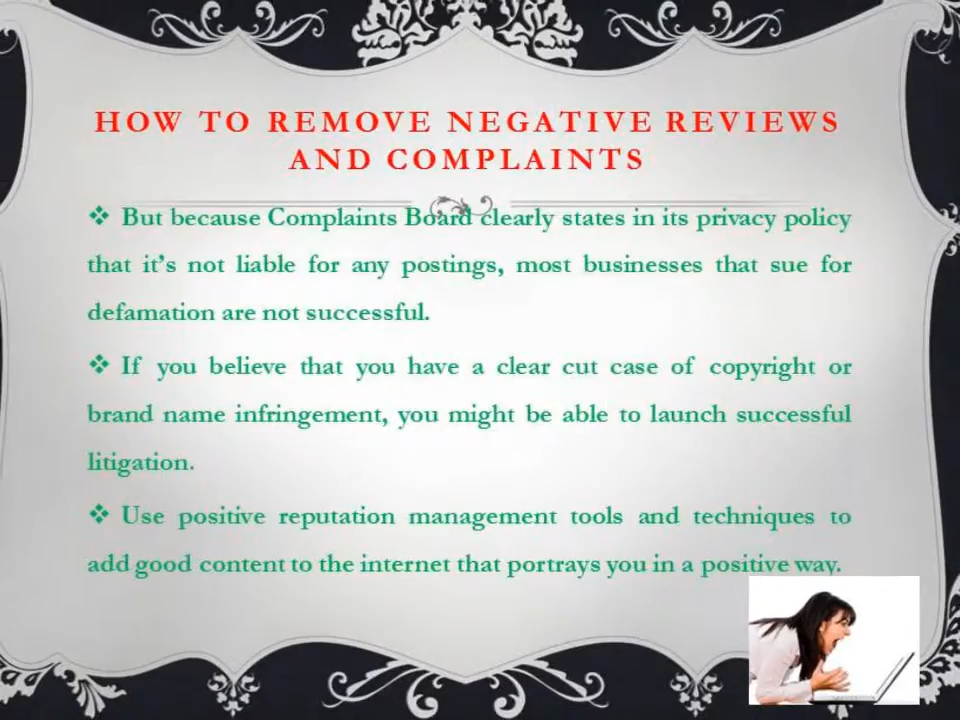 HOW TO REMOVE NEGATIVE REVIEWS
AND COMPLAINTS
❖ But because Complaints Board clearly states in its privacy policy
that it's not liable for any postings, most businesses that sue for
defamation are not successful.
❖ If you believe that you have a clear cut case of copyright or
brand name infringement, you might be able to launch successful
litigation.
❖ Use positive reputation management tools and techniques to
add good content to the internet that portrays you in a positive way.